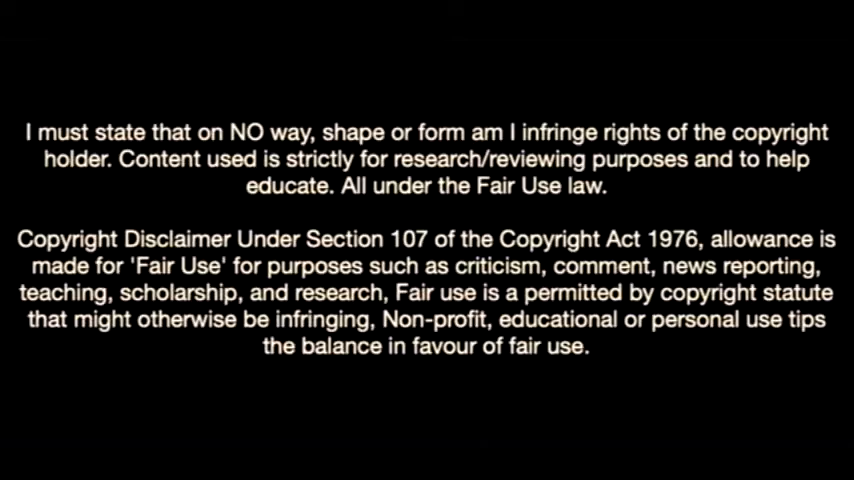 I must state that on NO way, shape or form am I infringe rights of the copyright
holder. Content used is strictly for research/reviewing purposes and to help
educate. All under the Fair Use law.
Copyright Disclaimer Under Section 107 of the Copyright Act 1976, allowance is
made for 'Fair Use' for purposes such as criticism, comment, news reporting,
teaching, scholarship, and research, Fair use is a permitted by copyright statute
that might otherwise be infringing, Non-profit, educational or personal use tips
the balance in favour of fair use.